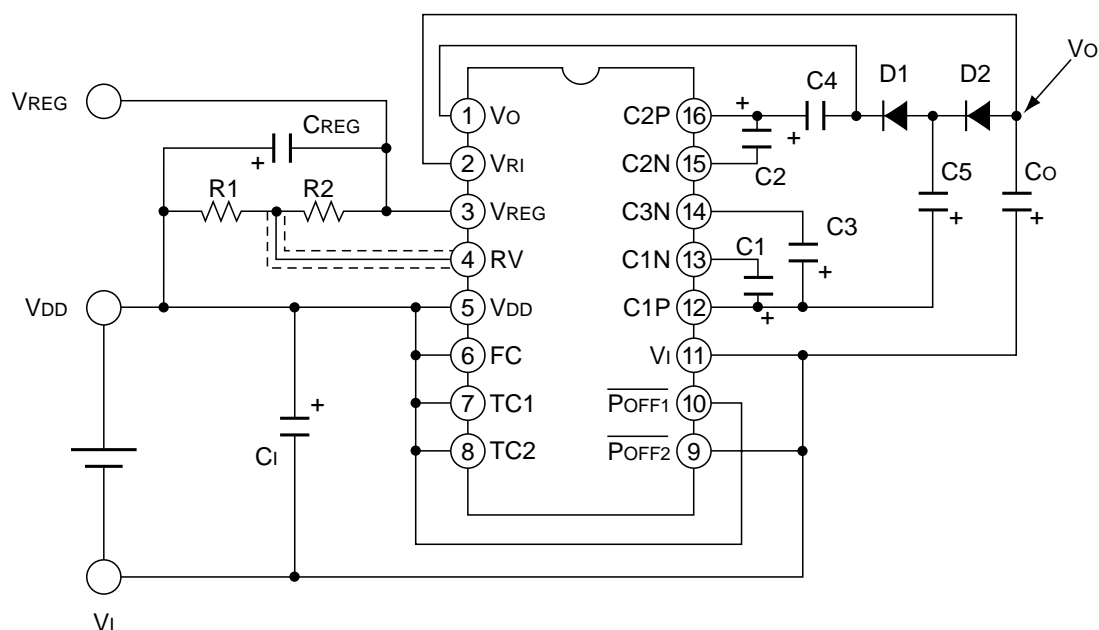 VO
VREG
CREG
R1
R2
VDD
CI
VI
1 VO
2 VRI
3 VREG
4 RV
5 VDD
6 FC
7 TC1
8 TC2
C2P 16
C2N 15
C3N 14
C1N 13
C1P 12
VI 11
POFF1 10
POFF2 9
C4
D1
D2
C2
C5
CO
C1
C3
+
+
+
+
+
+
+
+